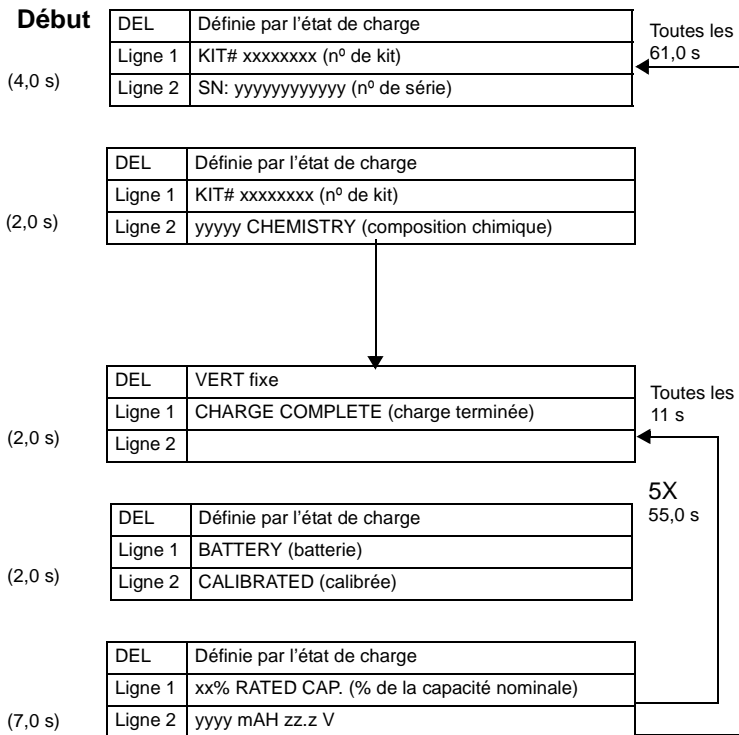 Début
DEL Définie par l'état de charge
Ligne 1 KIT# xxxxxxxx (nº de kit)
(4,0 s) Ligne 2 SN: yyyyyyyyyyyy (nº de série)
Toutes les
61,0 s
DEL Définie par l'état de charge
Ligne 1 KIT# xxxxxxxx (nº de kit)
(2,0 s) Ligne 2 yyyyy CHEMISTRY (composition chimique)
DEL VERT fixe
Ligne 1 CHARGE COMPLETE (charge terminée)
(2,0 s) Ligne 2
Toutes les
11 s
5X
55,0 s
DEL Définie par l'état de charge
Ligne 1 BATTERY (batterie)
(2,0 s) Ligne 2 CALIBRATED (calibrée)
DEL Définie par l'état de charge
Ligne 1 xx% RATED CAP. (% de la capacité nominale)
(7,0 s) Ligne 2 yyyy mAH zz.z V